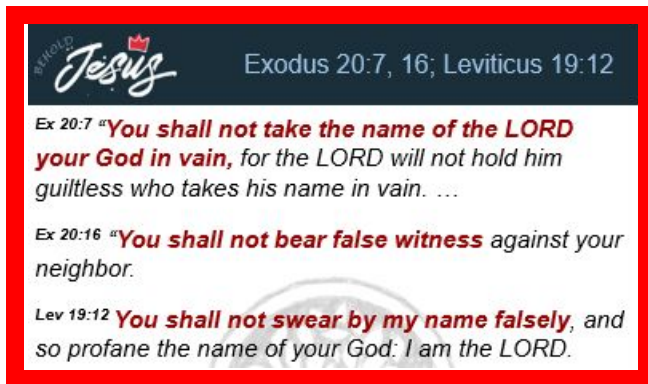 BEHOLD
Jesus
Exodus 20:7, 16; Leviticus 19:12
Ex 20:7 “You shall not take the name of the LORD
your God in vain, for the LORD will not hold him
guiltless who takes his name in vain. …
Ex 20:16 “You shall not bear false witness against your
neighbor.
Lev 19:12 You shall not swear by my name falsely, and
so profane the name of your God: I am the LORD.